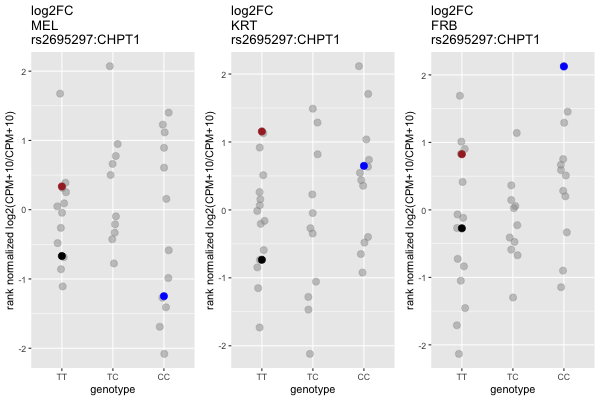 log2FC
MEL
rs2695297:CHPT1
rank normalized log2(CPM+10/CPM+10)
2
1
0
-1
-2
TT TC CC
genotype
log2FC
KRT
rs2695297:CHPT1
rank normalized log2(CPM+10/CPM+10)
2
1
0
-1
-2
TT TC CC
genotype
log2FC
FRB
rs2695297:CHPT1
rank normalized log2(CPM+10/CPM+10)
2
1
0
-1
-2
TT TC CC
genotype